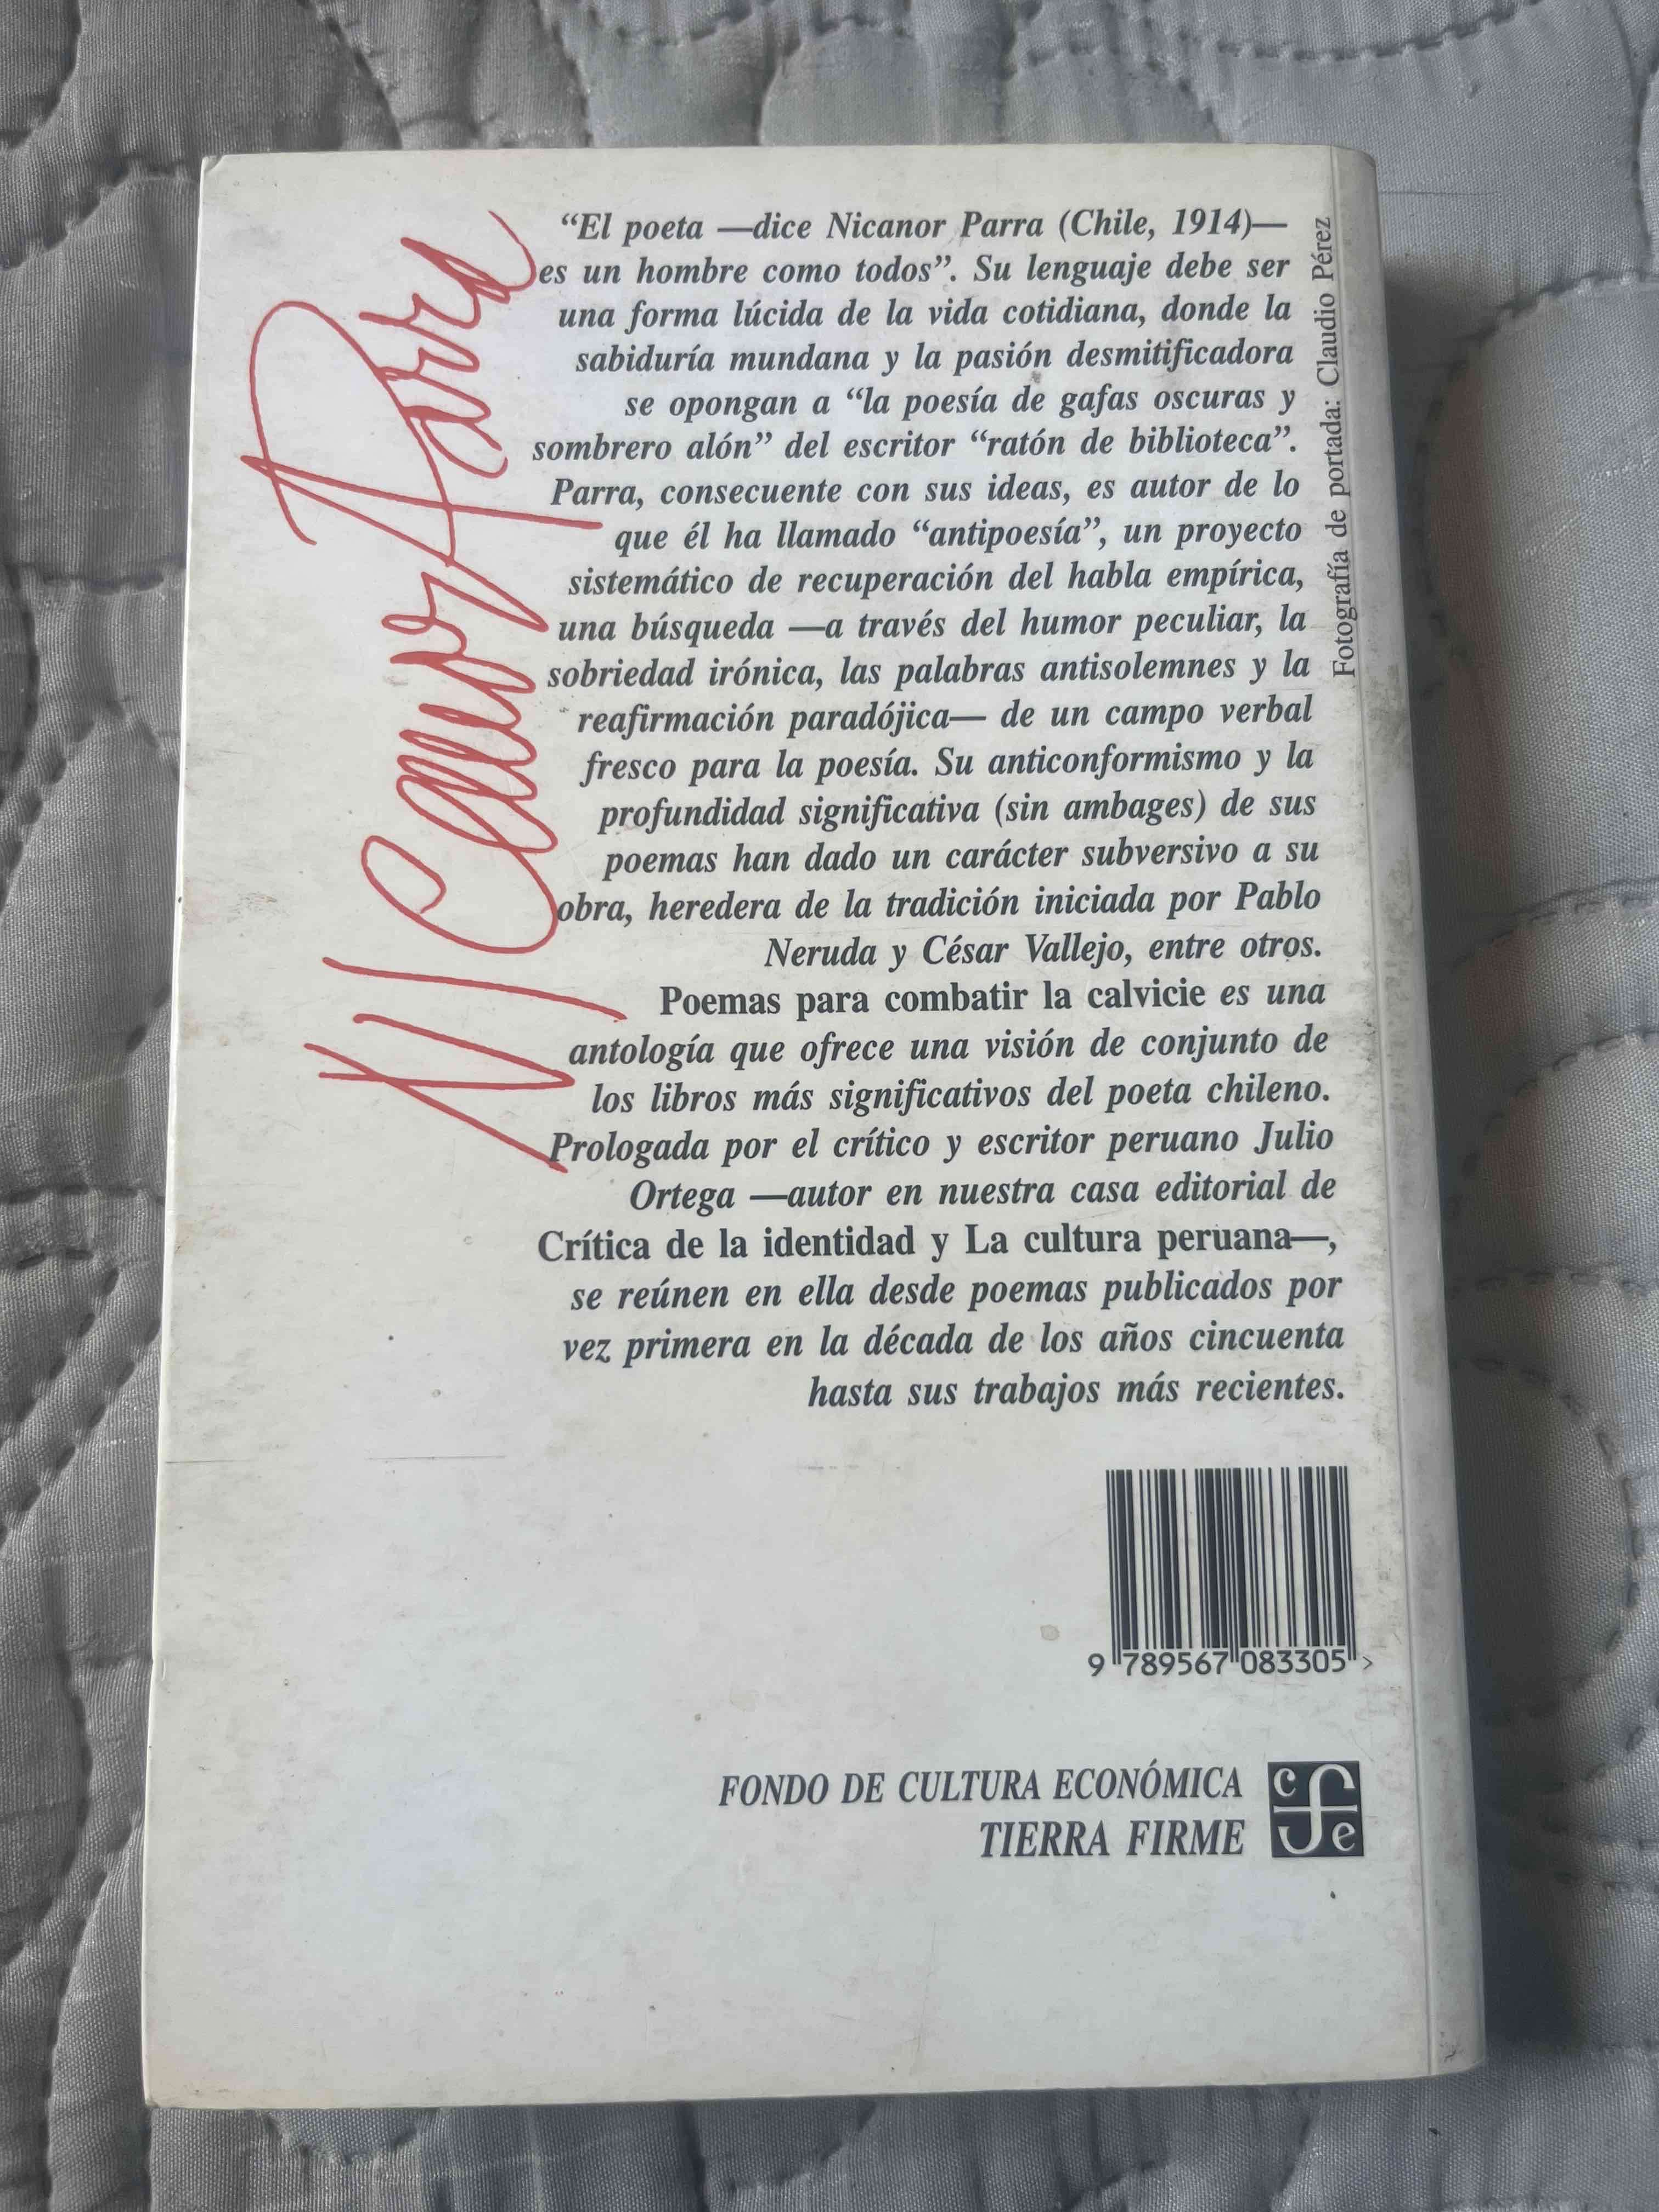 Nicanor Parra
“El poeta —dice Nicanor Parra (Chile, 1914)—
es un hombre como todos”. Su lenguaje debe ser
una forma lúcida de la vida cotidiana, donde la
sabiduría mundana y la pasión desmitificadora
se opongan a “la poesía de gafas oscuras y
sombrero alón” del escritor “ratón de biblioteca”.
Parra, consecuente con sus ideas, es autor de lo
que él ha llamado “antipoesía”, un proyecto
sistemático de recuperación del habla empírica,
una búsqueda —a través del humor peculiar, la
sobriedad irónica, las palabras antisolemnes y la
reafirmación paradójica— de un campo verbal
fresco para la poesía. Su anticonformismo y la
profundidad significativa (sin ambages) de sus
poemas han dado un carácter subversivo a su
obra, heredera de la tradición iniciada por Pablo
Neruda y César Vallejo, entre otros.
Poemas para combatir la calvicie es una
antología que ofrece una visión de conjunto de
los libros más significativos del poeta chileno.
Prologada por el crítico y escritor peruano Julio
Ortega —autor en nuestra casa editorial de
Crítica de la identidad y La cultura peruana—,
se reúnen en ella desde poemas publicados por
vez primera en la década de los años cincuenta
hasta sus trabajos más recientes.
Fotografía de portada: Claudio Pérez
9 789567 083305 >
FONDO DE CULTURA ECONÓMICA
TIERRA FIRME
cfe